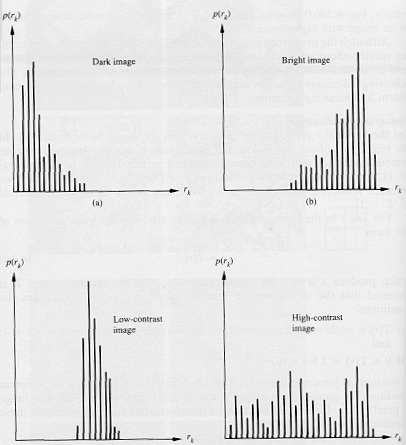 p(r_k)
Dark image
r_k
(a)
p(r_k)
Bright image
r_k
(b)
p(r_k)
Low-contrast
image
r_k
p(r_k)
High-contrast
image
r_k